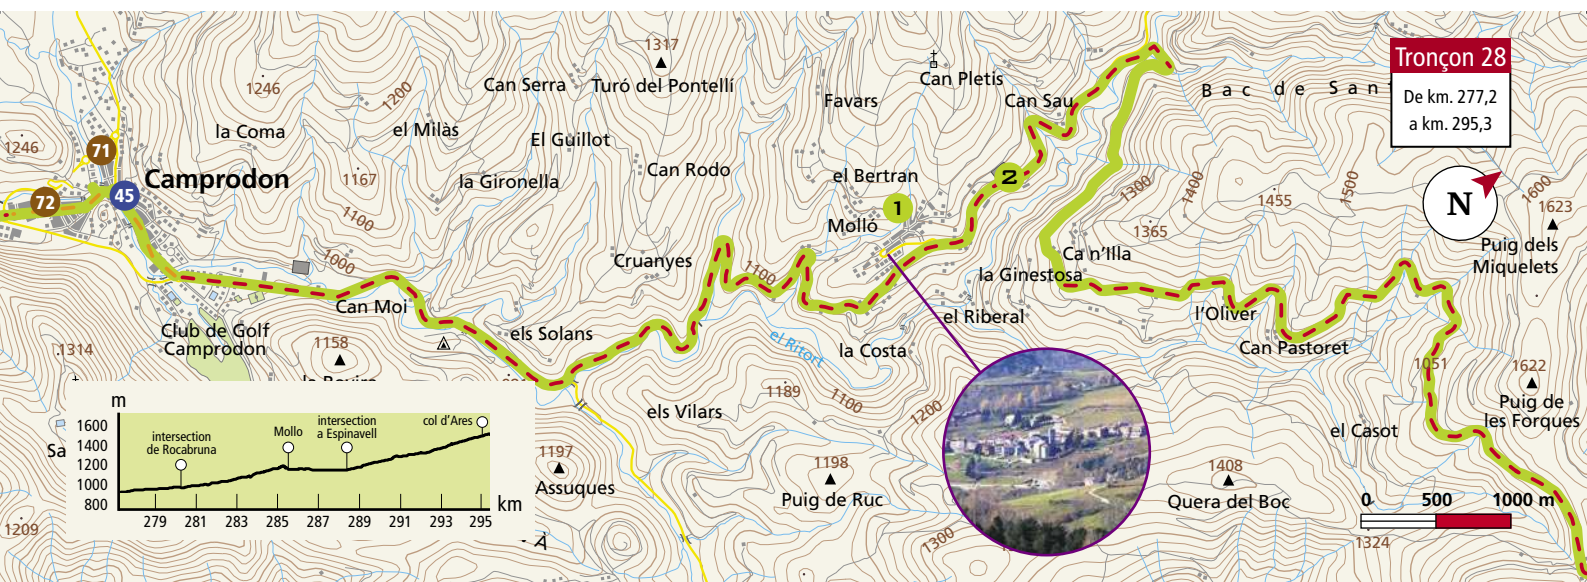 Tronçon 28
De km. 277,2
a km. 295,3
N
1317
1246
1200
Can Serra
Turó del Pontellí
Can Pletis
Favars
Can Sau
Bac de Sant
1246
la Coma
el Milàs
El Guillot
71
Camprodon
72
45
1167
la Gironella
Can Rodo
el Bertran
1
2
Molló
1100
1300
1400
1455
1500
1600
1623
Puig dels
Miquelets
1365
1000
Cruanyes
1100
Ca n'Illa
la Ginestosa
Can Moi
els Solans
el Ritort
la Costa
el Riberal
l'Oliver
Can Pastoret
Club de Golf
Camprodon
1314
1158
1189
1100
1200
els Vilars
1051
1622
Puig de
les Forques
el Casot
1197
Assuques
1198
Puig de Ruc
1408
Quera del Boc
1300
1324
1209
0 500 1000 m
m
1600
1400
1200
1000
800
intersection
de Rocabruna
Mollo
intersection
a Espinavell
col d'Ares
km
279 281 283 285 287 289 291 293 295
Sa
A